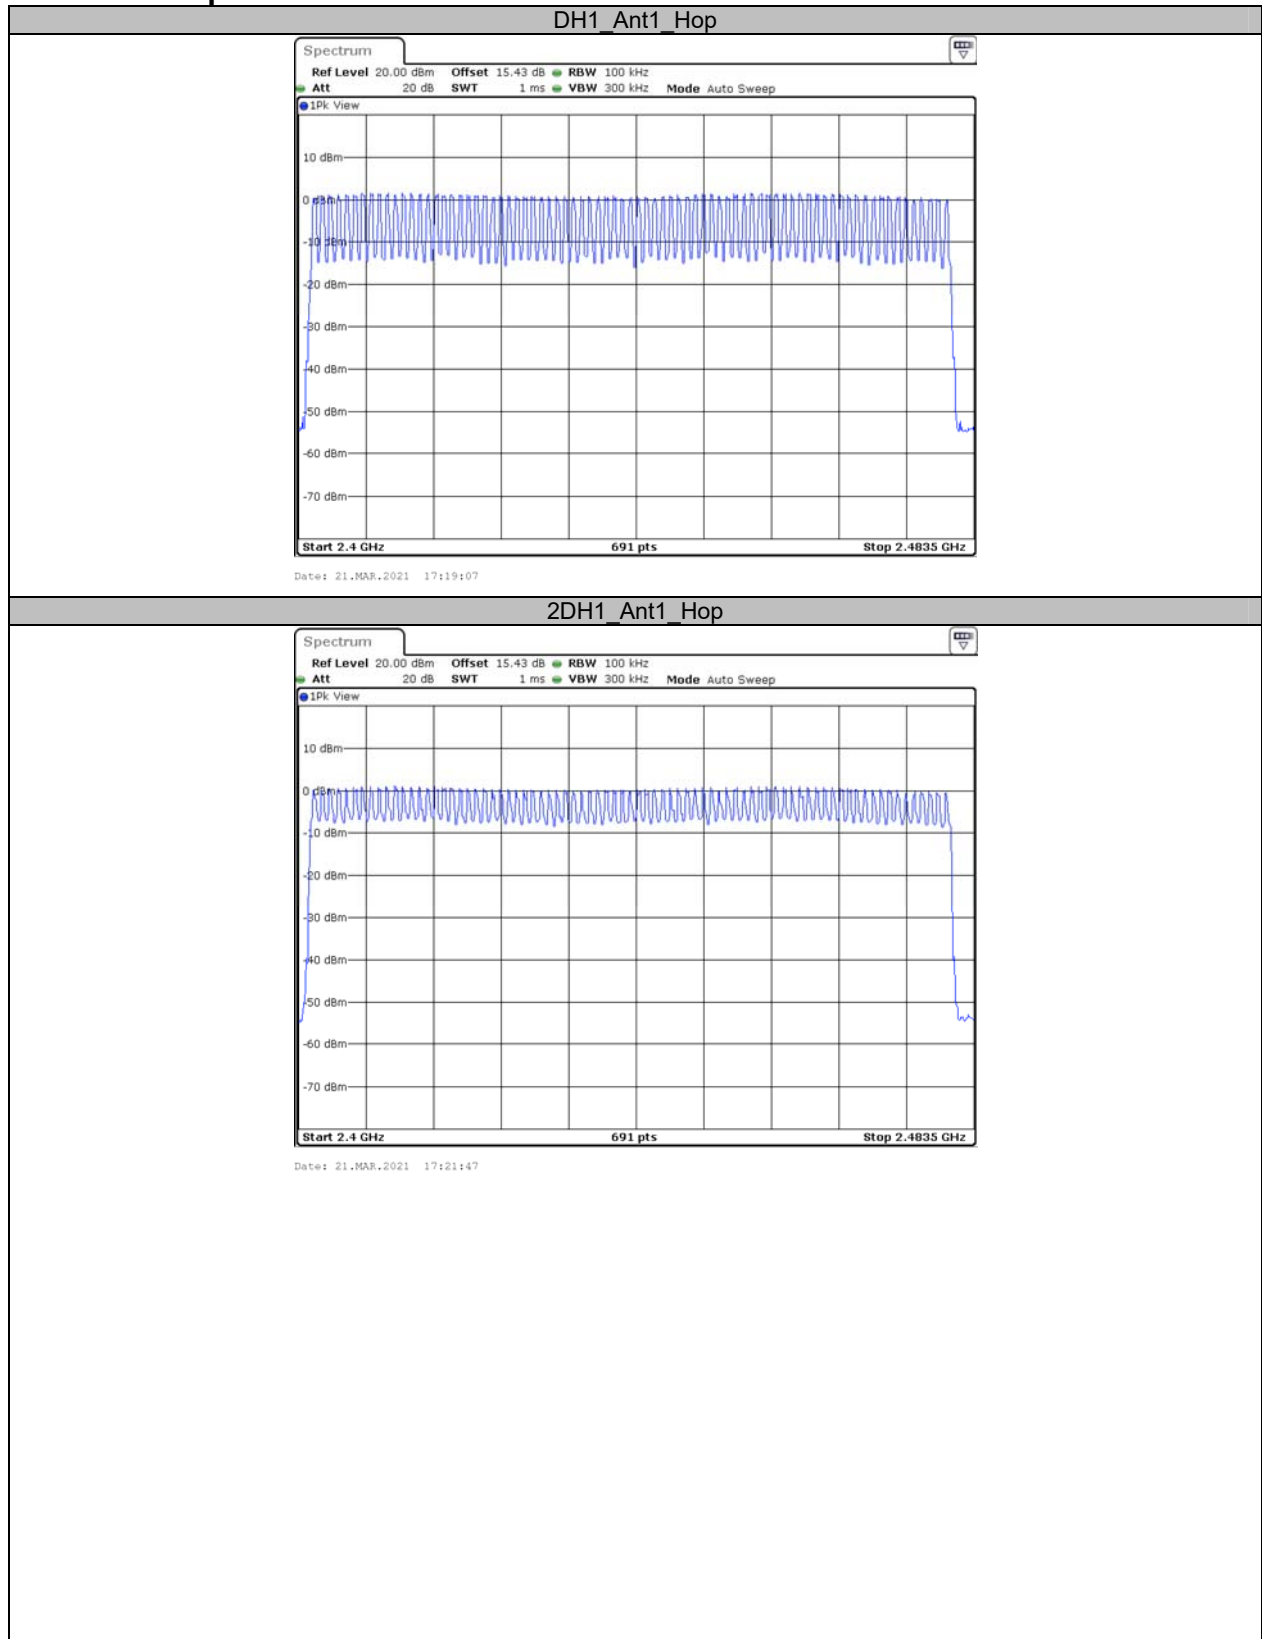 DH1_Ant1_Hop
Spectrum
Ref Level 20.00 dBm Offset 15.43 dB RBW 100 kHz
Att 20 dB SWT 1 ms VBW 300 kHz Mode Auto Sweep
1Pk View
10 dBm
0 dBm
-10 dBm
-20 dBm
-30 dBm
-40 dBm
-50 dBm
-60 dBm
-70 dBm
Start 2.4 GHz 691 pts Stop 2.4835 GHz
Date: 21.MAR.2021 17:19:07
2DH1_Ant1_Hop
Spectrum
Ref Level 20.00 dBm Offset 15.43 dB RBW 100 kHz
Att 20 dB SWT 1 ms VBW 300 kHz Mode Auto Sweep
1Pk View
10 dBm
0 dBm
-10 dBm
-20 dBm
-30 dBm
-40 dBm
-50 dBm
-60 dBm
-70 dBm
Start 2.4 GHz 691 pts Stop 2.4835 GHz
Date: 21.MAR.2021 17:21:47